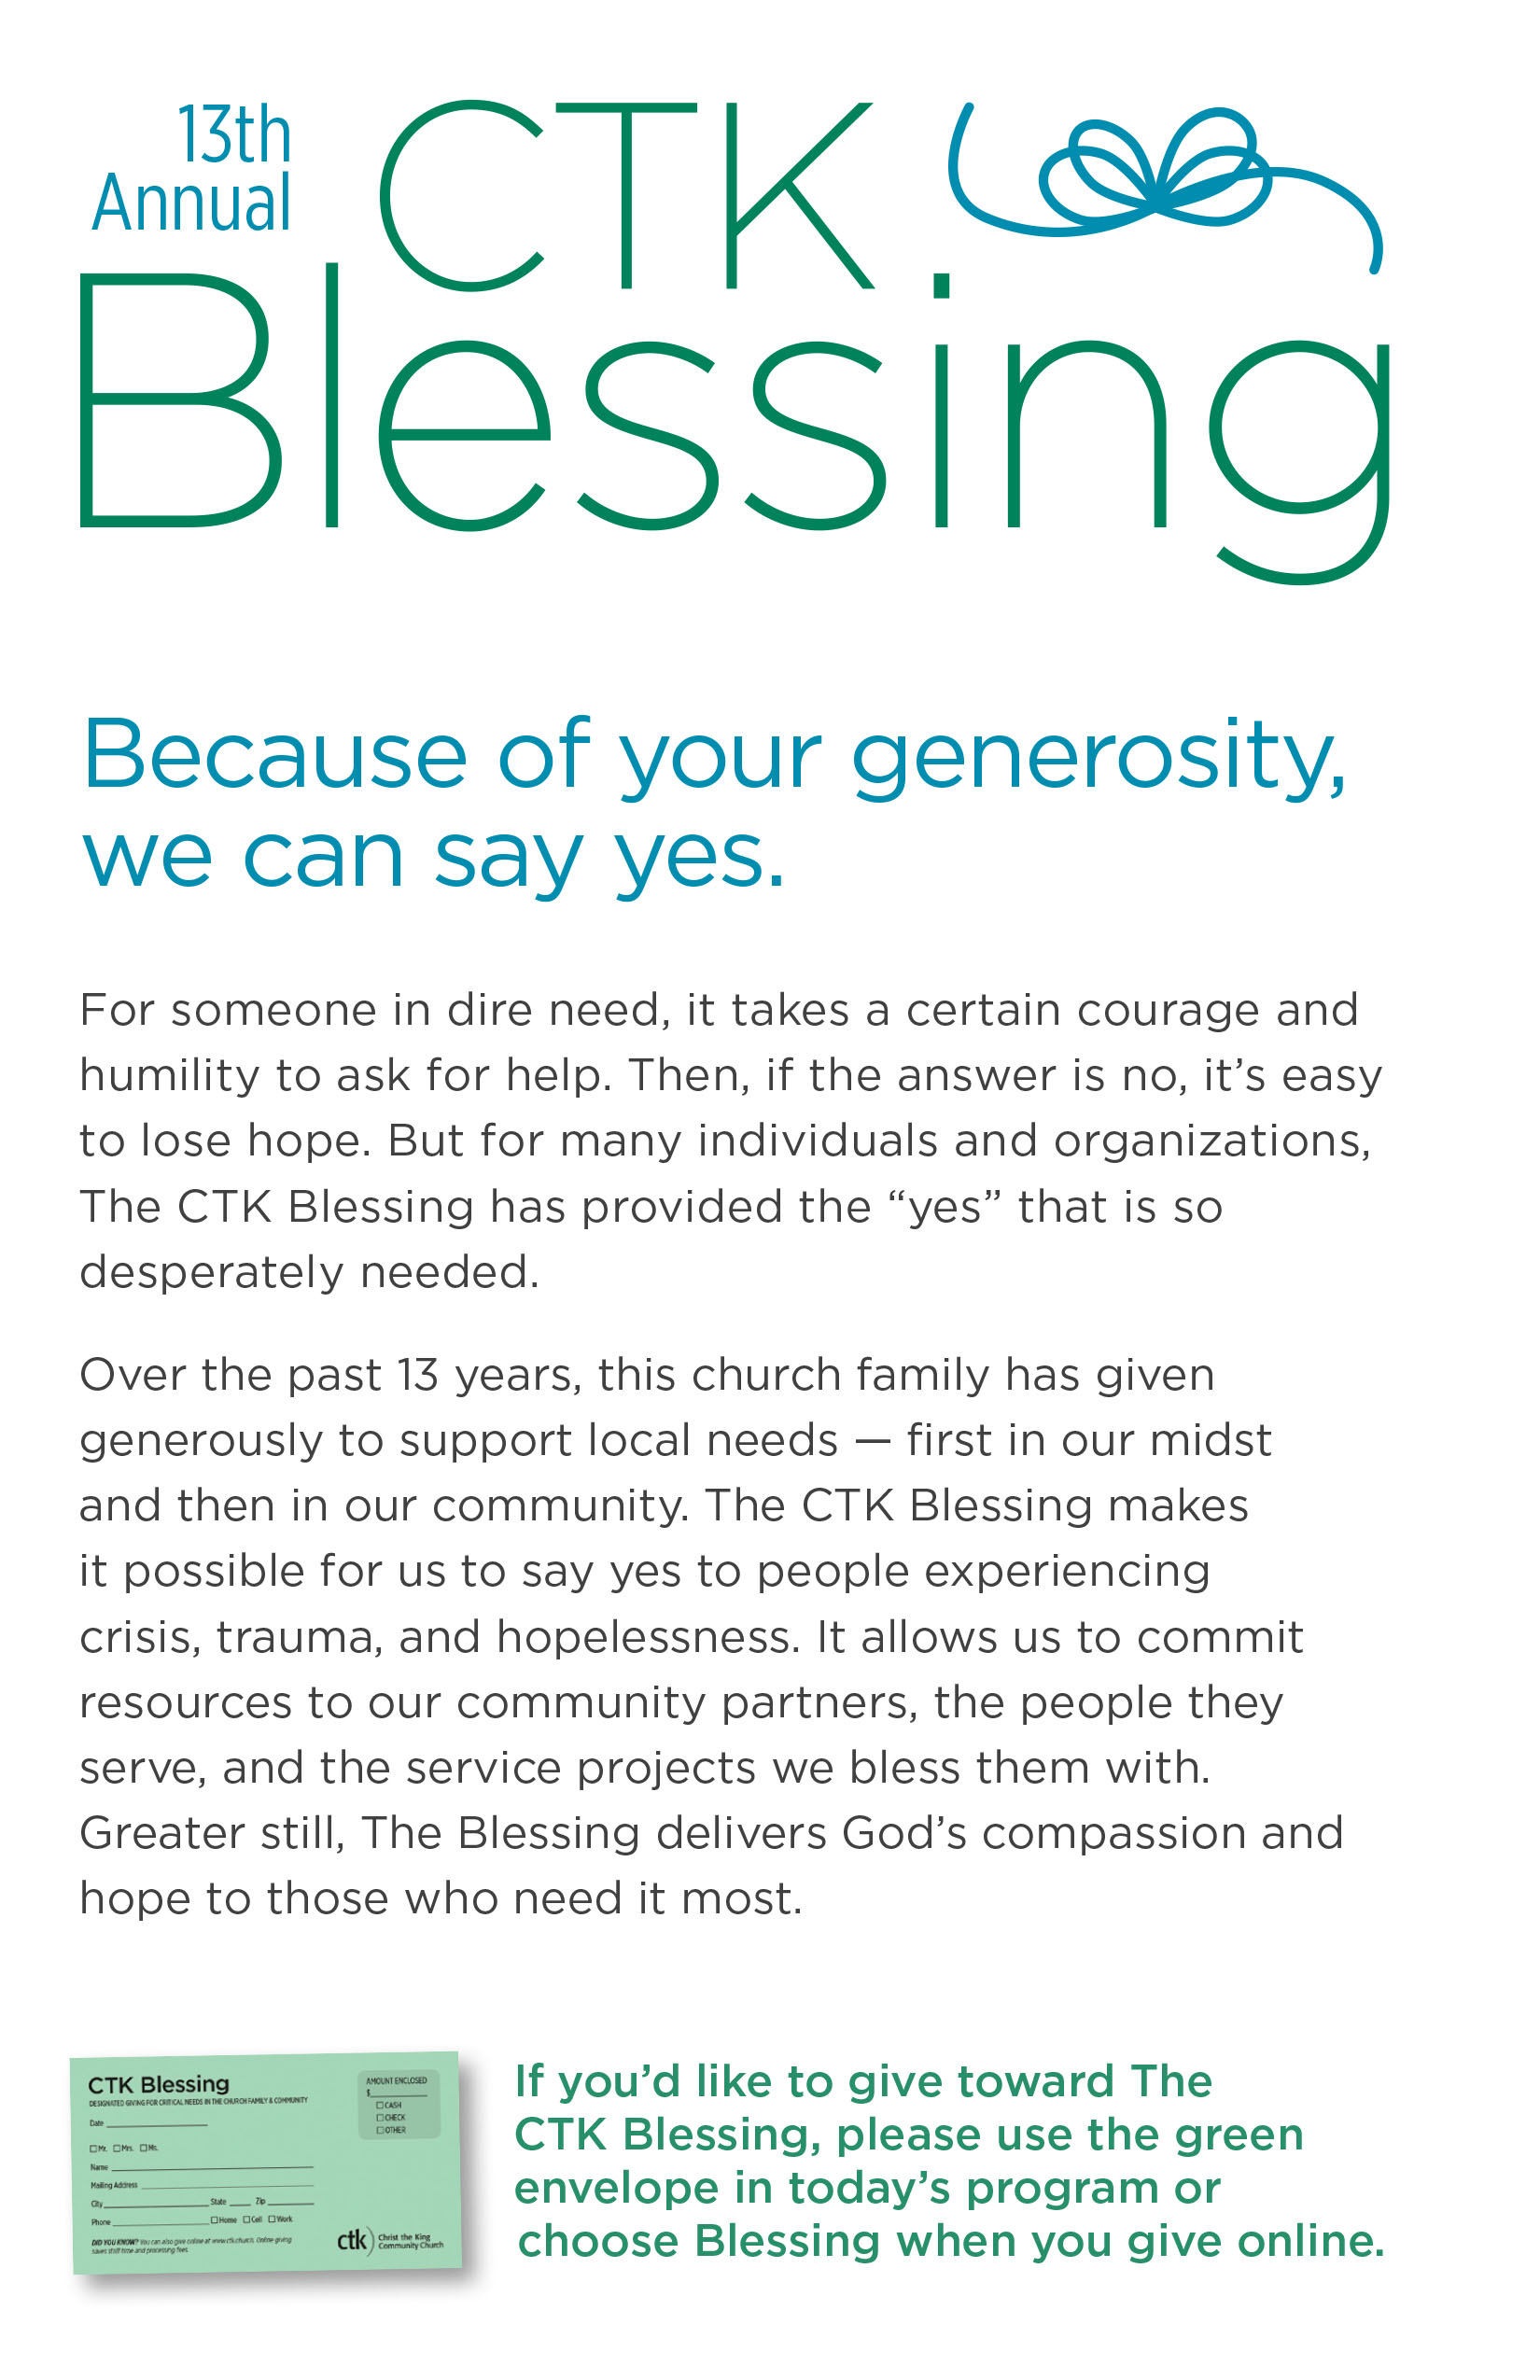 13th
Annual
CTK
Blessing
Because of your generosity,
we can say yes.
For someone in dire need, it takes a certain courage and
humility to ask for help. Then, if the answer is no, it’s easy
to lose hope. But for many individuals and organizations,
The CTK Blessing has provided the “yes” that is so
desperately needed.
Over the past 13 years, this church family has given
generously to support local needs — first in our midst
and then in our community. The CTK Blessing makes
it possible for us to say yes to people experiencing
crisis, trauma, and hopelessness. It allows us to commit
resources to our community partners, the people they
serve, and the service projects we bless them with.
Greater still, The Blessing delivers God’s compassion and
hope to those who need it most.
CTK Blessing
DESIGNATED GIVING FOR CRITICAL NEEDS IN THE CHURCH FAMILY & COMMUNITY
Date
Mr. Mrs. Ms.
Name
Mailing Address
City State Zip
Phone Home Cell Work
DID YOU KNOW? You can also give online at www.ctk.church. Online giving
saves staff time and processing fees.
AMOUNT ENCLOSED
$
CASH
CHECK
OTHER
ctk
Christ the King
Community Church
If you’d like to give toward The
CTK Blessing, please use the green
envelope in today’s program or
choose Blessing when you give online.